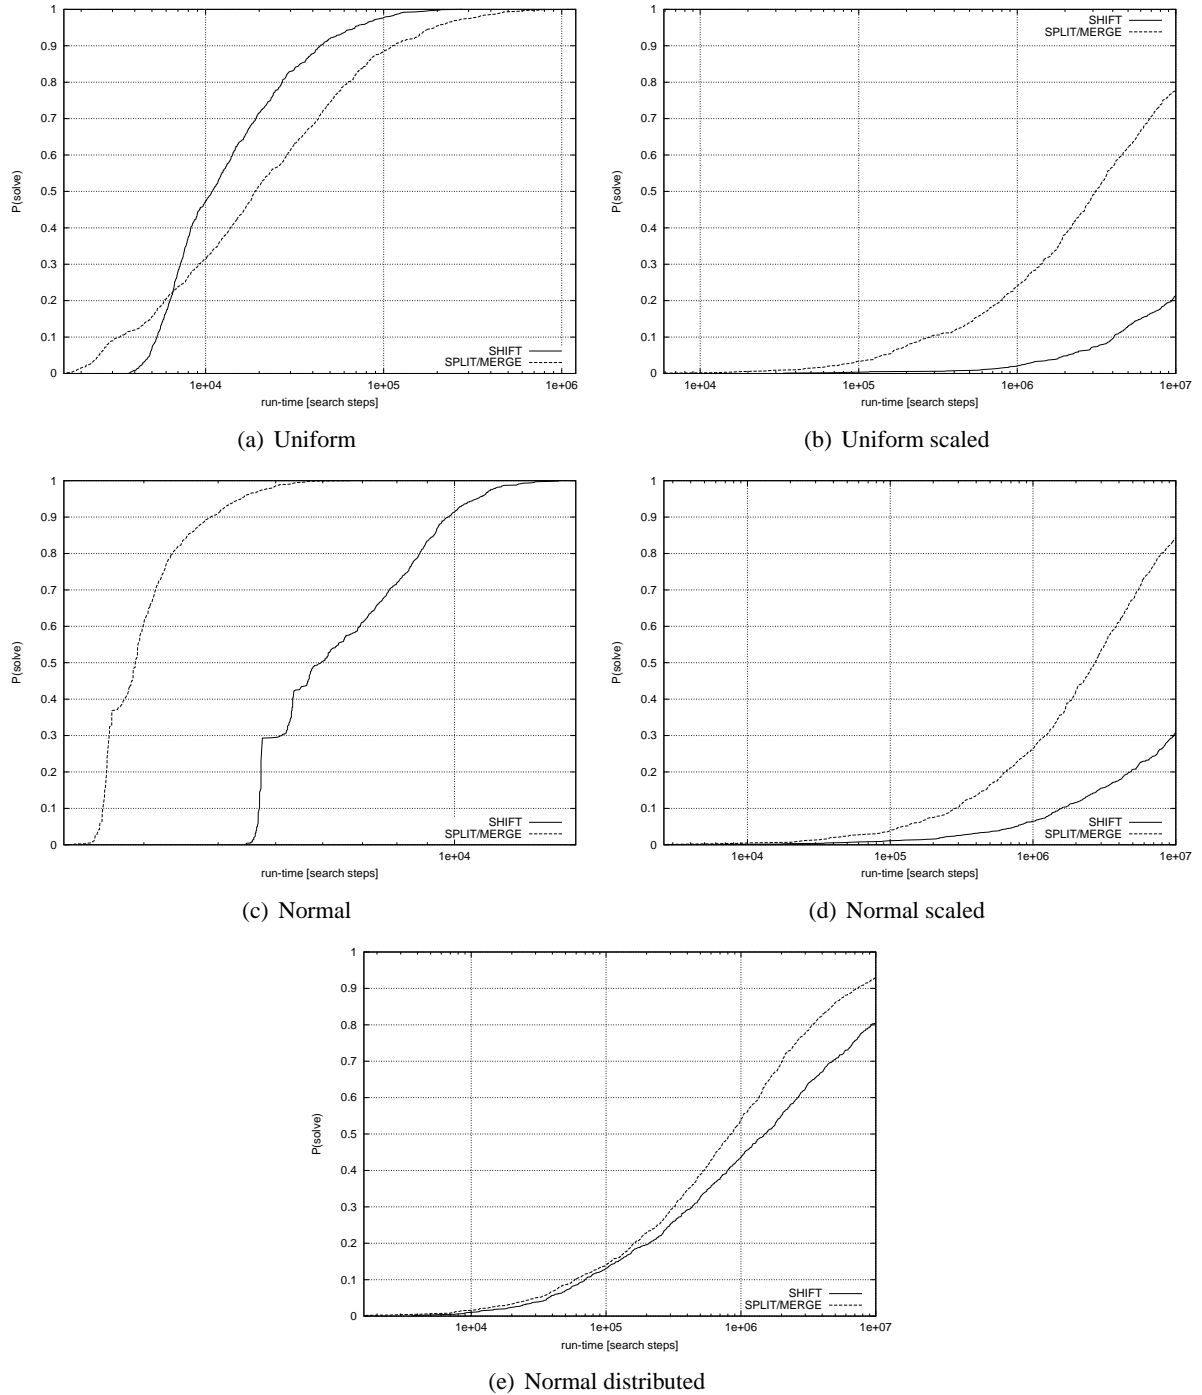 1
0.9
0.8
0.7
0.6
0.5
0.4
0.3
0.2
0.1
0
P(solve)
SHIFT
SPLIT/MERGE
1e+04
1e+05
1e+06
run-time [search steps]
(a) Uniform
1
0.9
0.8
0.7
0.6
0.5
0.4
0.3
0.2
0.1
0
P(solve)
SHIFT
SPLIT/MERGE
1e+04
1e+05
1e+06
1e+07
run-time [search steps]
(b) Uniform scaled
1
0.9
0.8
0.7
0.6
0.5
0.4
0.3
0.2
0.1
0
P(solve)
SHIFT
SPLIT/MERGE
1e+04
run-time [search steps]
(c) Normal
1
0.9
0.8
0.7
0.6
0.5
0.4
0.3
0.2
0.1
0
P(solve)
SHIFT
SPLIT/MERGE
1e+04
1e+05
1e+06
1e+07
run-time [search steps]
(d) Normal scaled
1
0.9
0.8
0.7
0.6
0.5
0.4
0.3
0.2
0.1
0
P(solve)
SHIFT
SPLIT/MERGE
1e+04
1e+05
1e+06
1e+07
run-time [search steps]
(e) Normal distributed